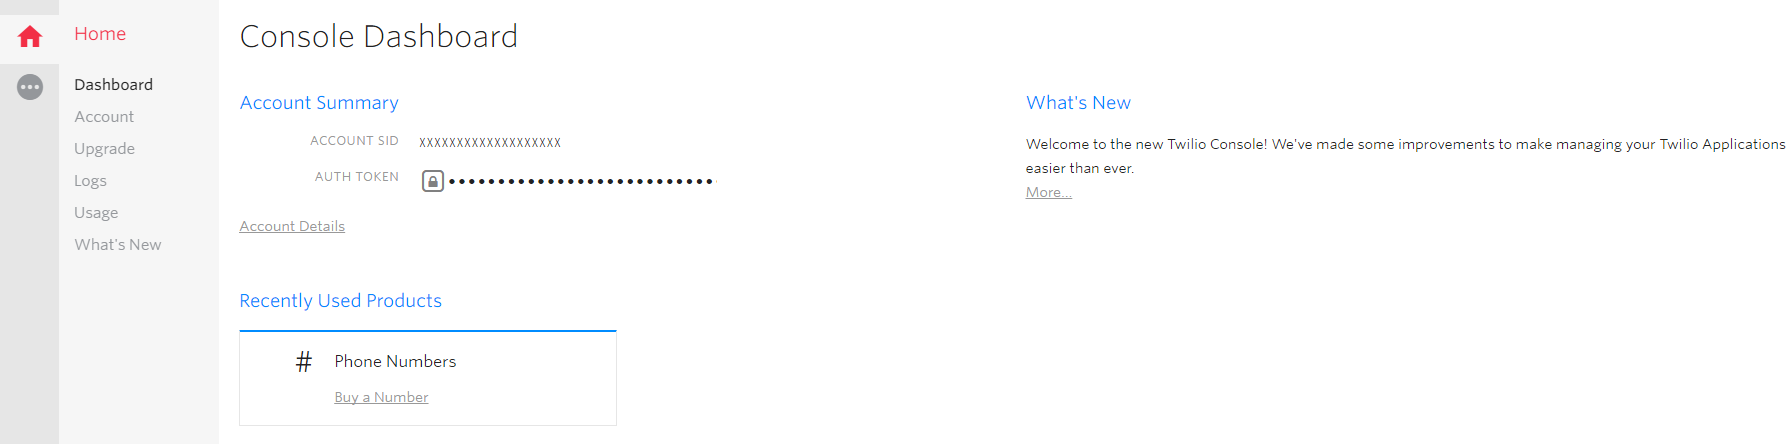 Home
Dashboard
Account
Upgrade
Logs
Usage
What's New
Console Dashboard
Account Summary
ACCOUNT SID XXXXXXXXXXXXXXXXXXX
AUTH TOKEN ••••••••••••••••••••••••••••
Account Details
Recently Used Products
# Phone Numbers
Buy a Number
What's New
Welcome to the new Twilio Console! We've made some improvements to make managing your Twilio Applications
easier than ever.
More...